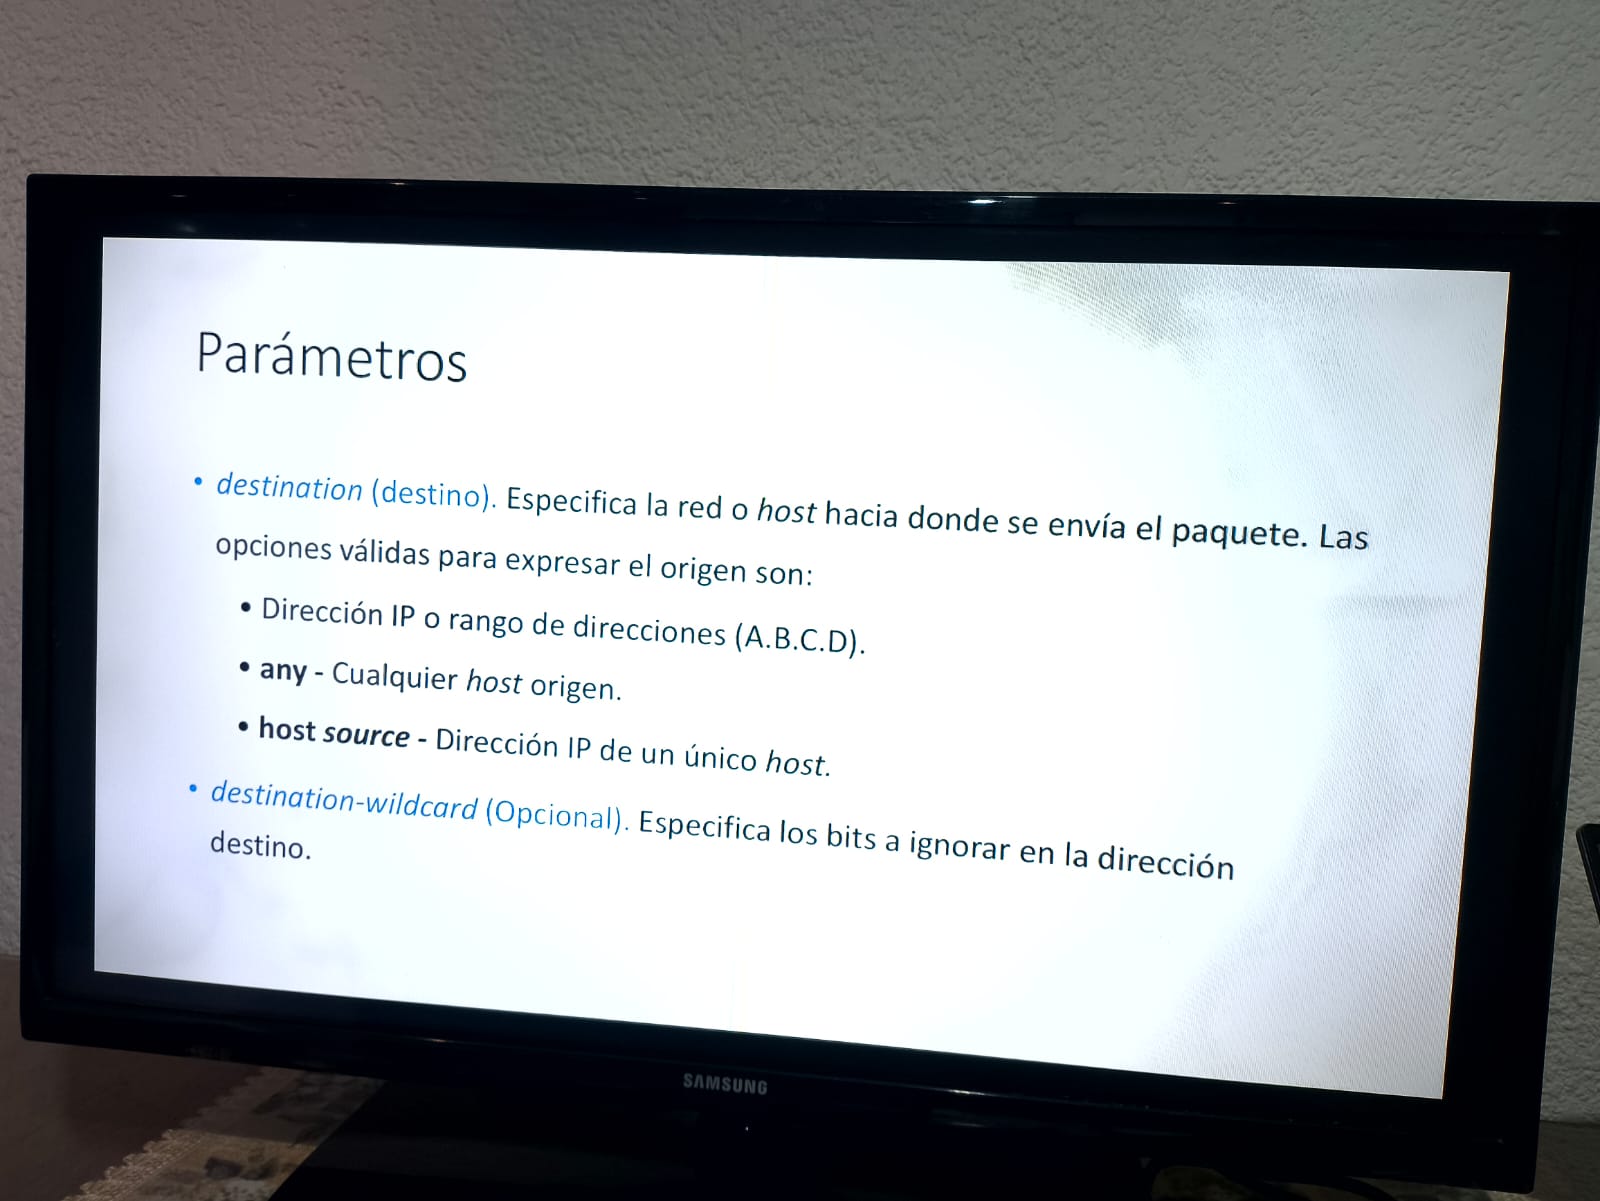 Parámetros
• destination (destino). Especifica la red o host hacia donde se envía el paquete. Las
opciones válidas para expresar el origen son:
• Dirección IP o rango de direcciones (A.B.C.D).
• any - Cualquier host origen.
• host source - Dirección IP de un único host.
• destination-wildcard (Opcional). Especifica los bits a ignorar en la dirección
destino.
SAMSUNG